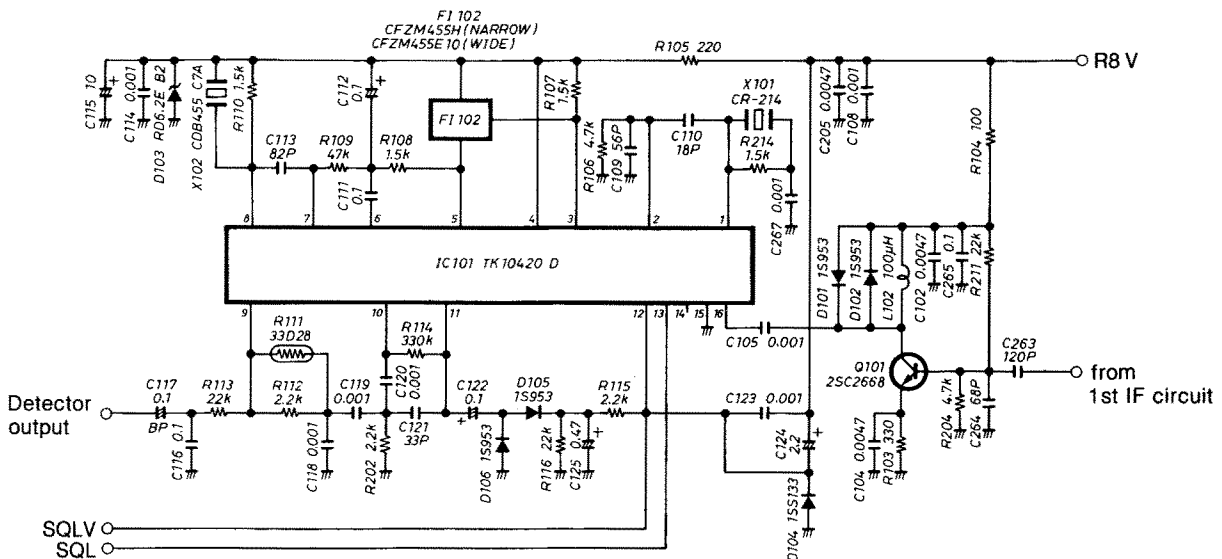 FI 102
CFZM455H (NARROW)
CFZM455E10 (WIDE)
R105 220
R8 V
C115 10
C114 0.001
D103 RD6.2E B2
X102 CDB455 C7A
R110 1.5k
C112
0.1
FI 102
R107
1.5k
X101
CR-214
C205 0.0047
C108 0.001
R104 100
C113
82P
R109
47k
R108
1.5k
C111
0.1
R106 4.7k
C109 56P
C110
18P
R214
1.5k
C267 0.001
8 7 6 5 4 3 2 1
IC101 TK10420 D
9 10 11 12 13 14 15 16
D101 1S953
D102 1S953
L102 100μH
C102 0.0047
C265 0.1
R211 22k
C105 0.001
Q101
2SC2668
C263
120P
from
1st IF circuit
R204 4.7k
C264 68P
C104 0.0047
R103 330
R111
33D28
R114
330k
C120
0.001
Detector
output
C117
0.1
BP
R113
22k
R112
2.2k
C119
0.001
C121
33P
C122
0.1
D105
1S953
R115
2.2k
C123 0.001
C124
2.2
C116 0.1
C118 0.001
R202 2.2k
D106 1S953
R116 22k
C125 0.47
D104 1SS133
SQLV
SQL